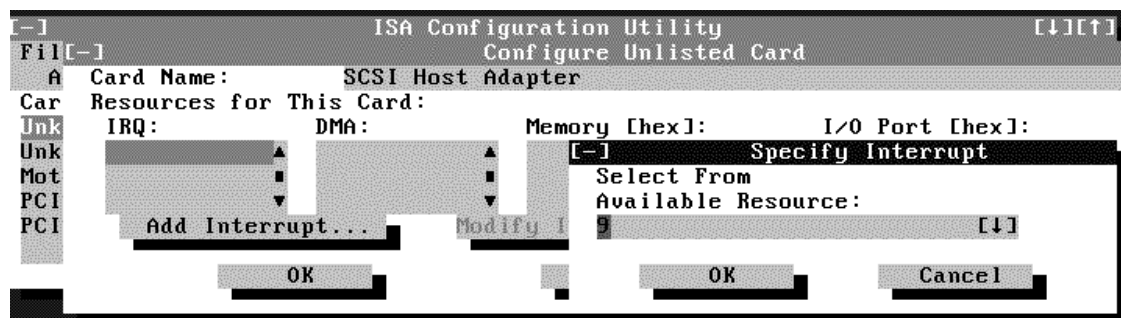 [-] ISA Configuration Utility [↓][↑]
Fil [-] Configure Unlisted Card
A Card Name: SCSI Host Adapter
Car Resources for This Card:
Unk IRQ: DMA: Memory [hex]: I/O Port [hex]:
Unk [-] Specify Interrupt
Mot Select From
PCI Available Resource:
PCI Add Interrupt... Modify I 9 [↓]
OK OK Cancel